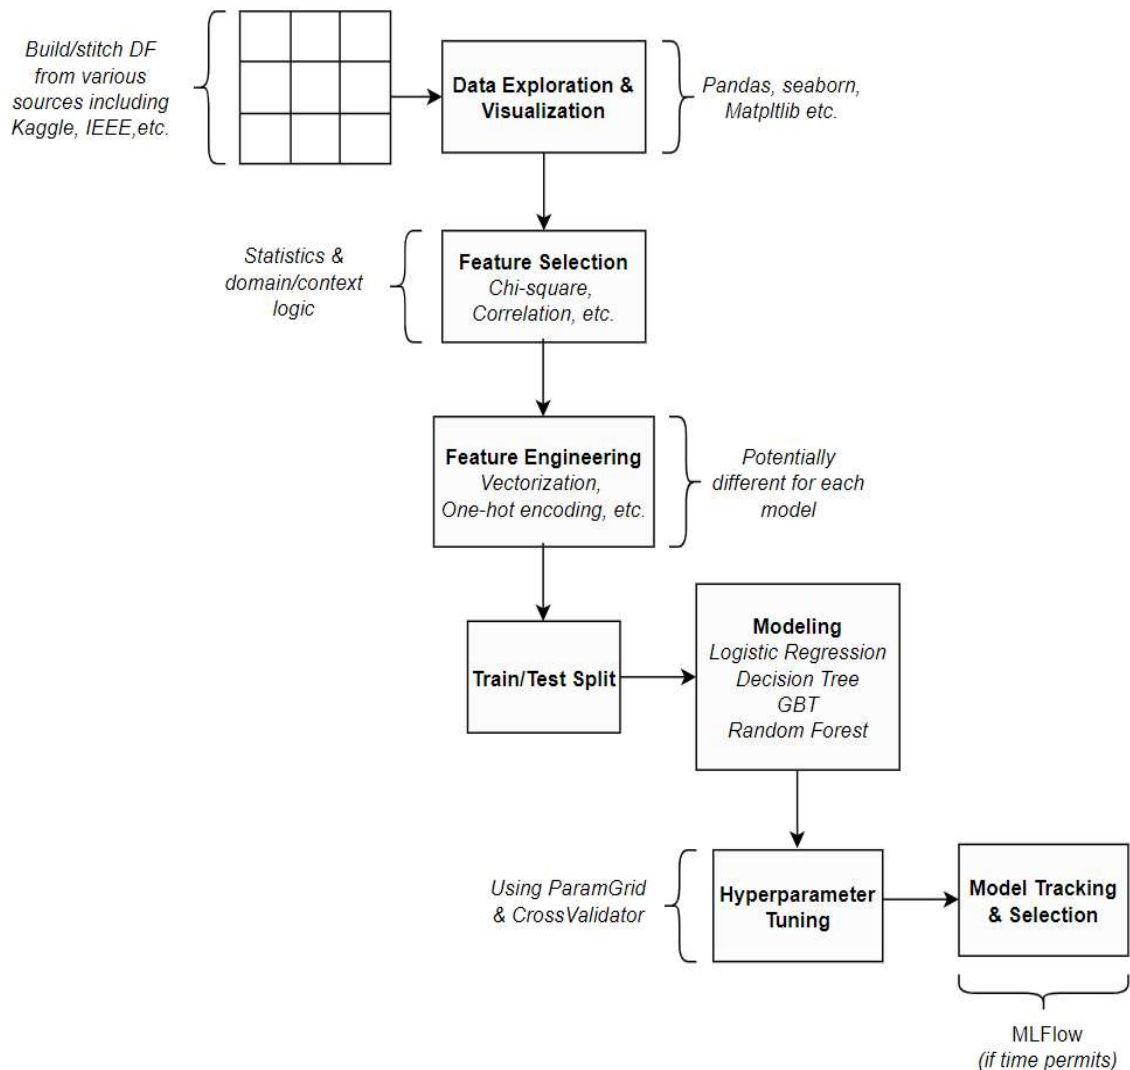 Build/stitch DF
from various
sources including
Kaggle, IEEE,etc.
Data Exploration &
Visualization
Pandas, seaborn,
Matpltlib etc.
Statistics &
domain/context
logic
Feature Selection
Chi-square,
Correlation, etc.
Feature Engineering
Vectorization,
One-hot encoding, etc.
Potentially
different for each
model
Train/Test Split
Modeling
Logistic Regression
Decision Tree
GBT
Random Forest
Using ParamGrid
& CrossValidator
Hyperparameter
Tuning
Model Tracking
& Selection
MLFlow
(if time permits)